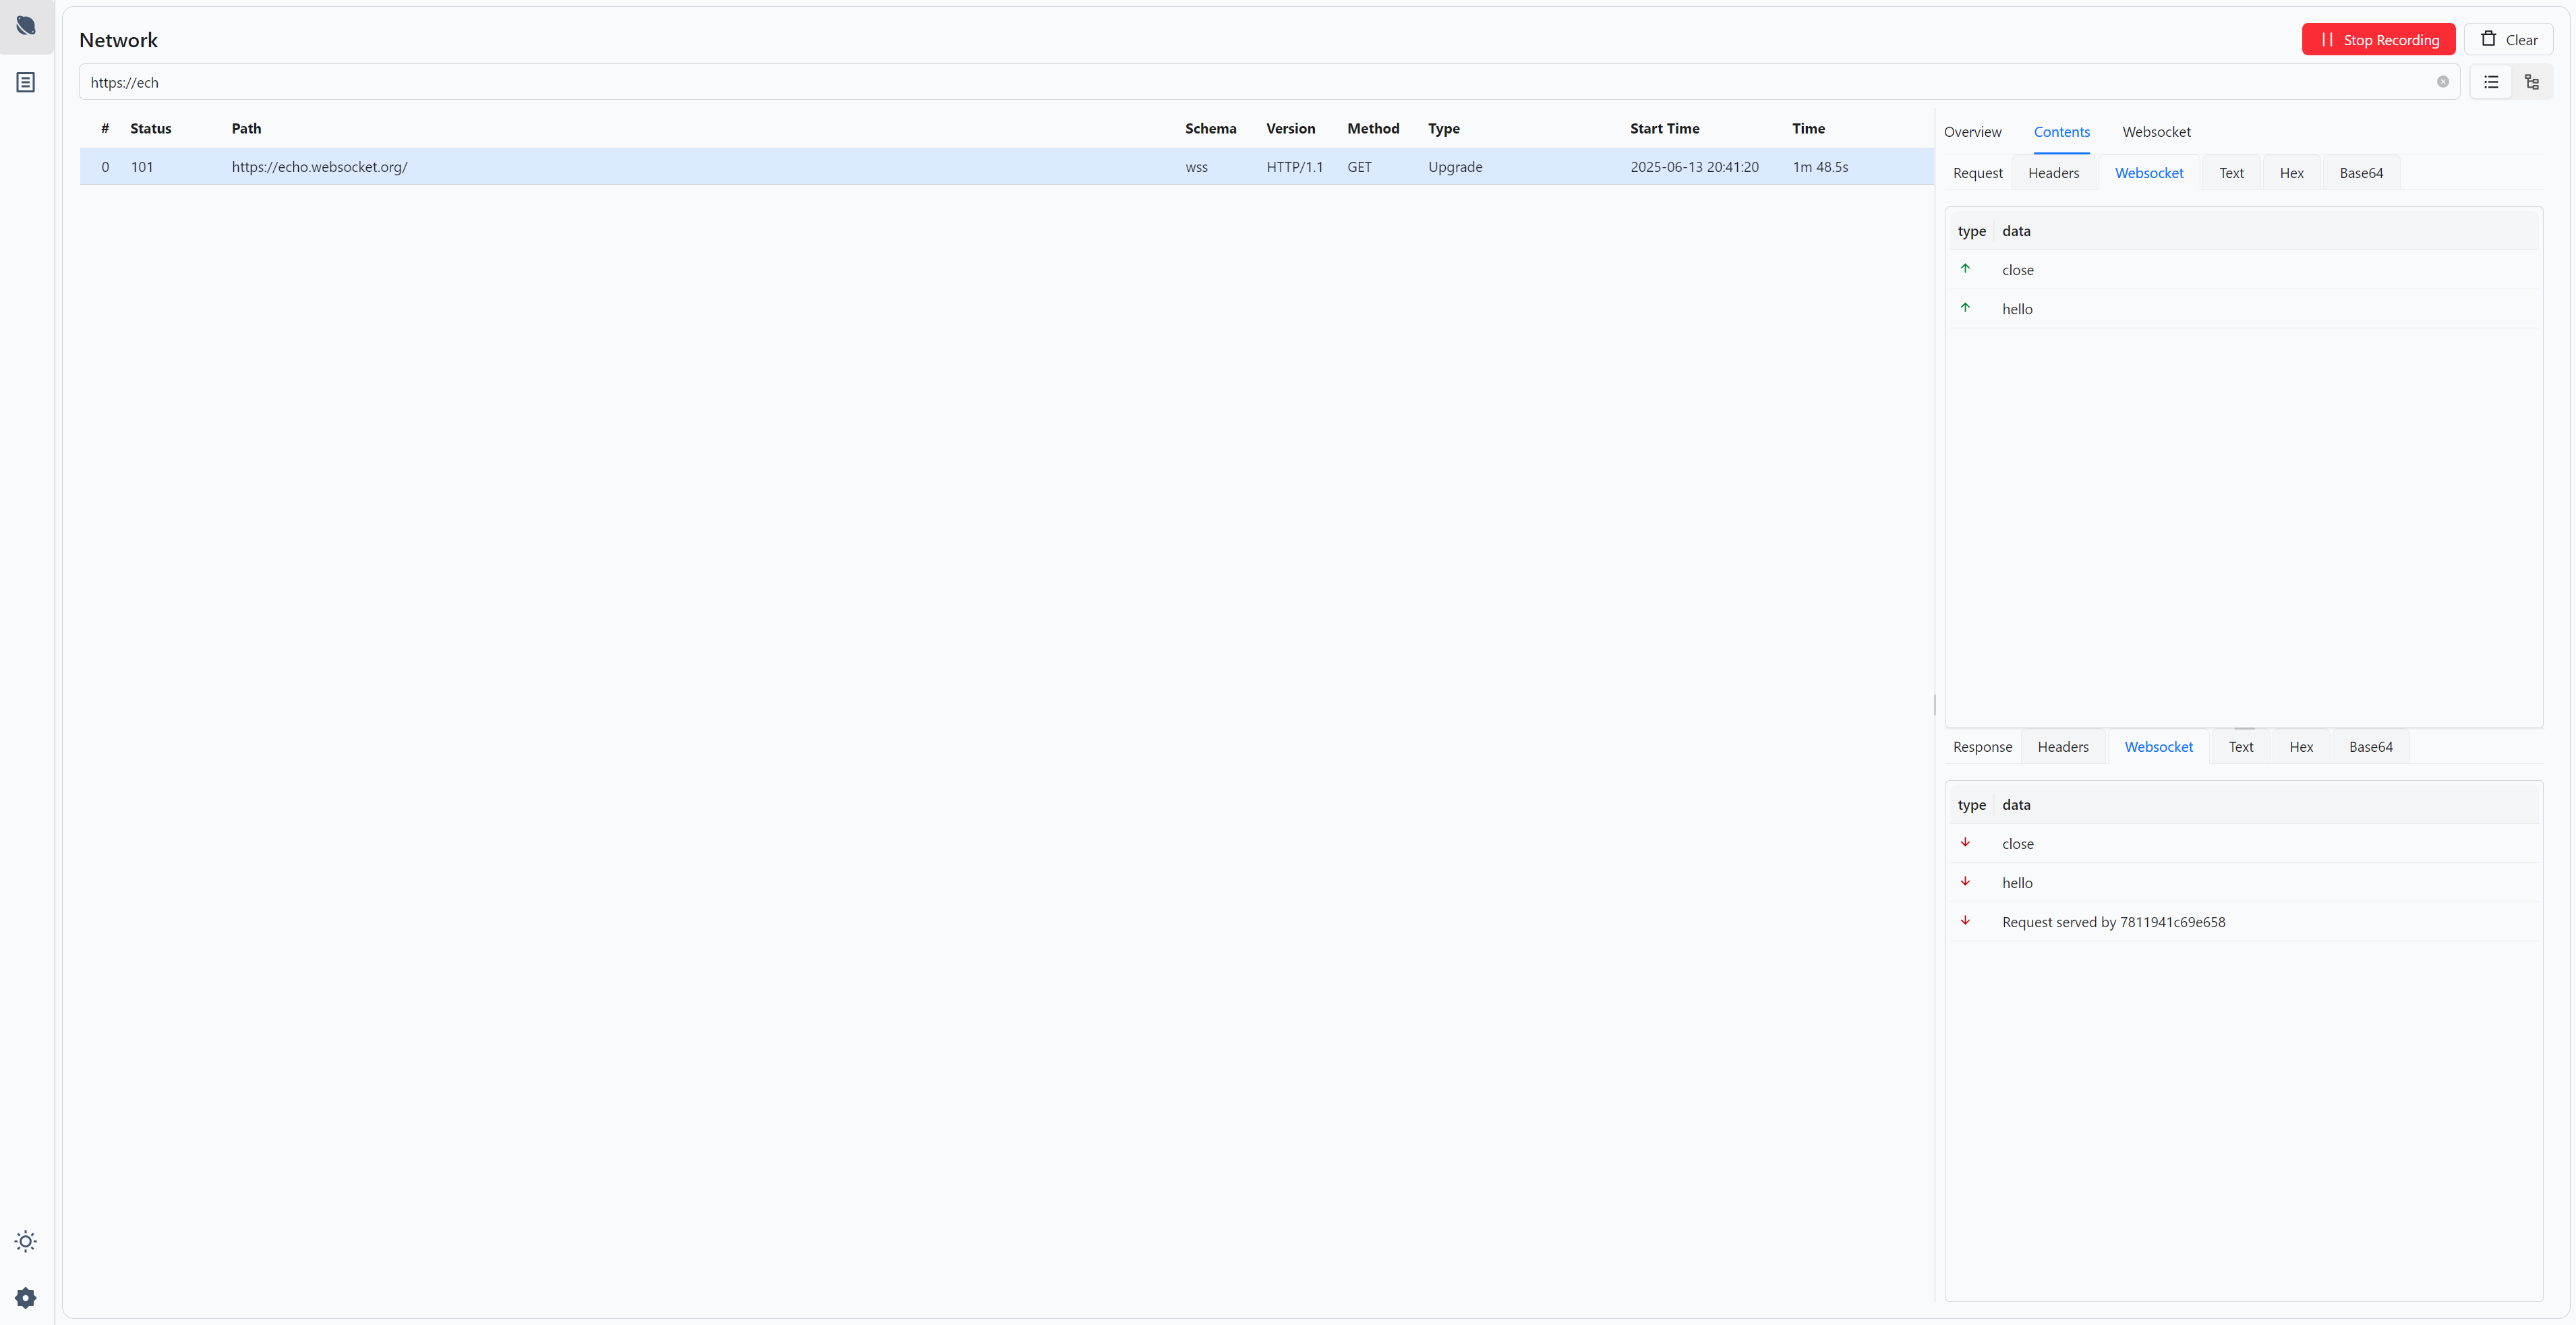 Network
Stop Recording
Clear
https://ech
# Status Path Schema Version Method Type Start Time Time
0 101 https://echo.websocket.org/ wss HTTP/1.1 GET Upgrade 2025-06-13 20:41:20 1m 48.5s
Overview Contents Websocket
Request Headers Websocket Text Hex Base64
type data
close
hello
Response Headers Websocket Text Hex Base64
type data
close
hello
Request served by 7811941c69e658